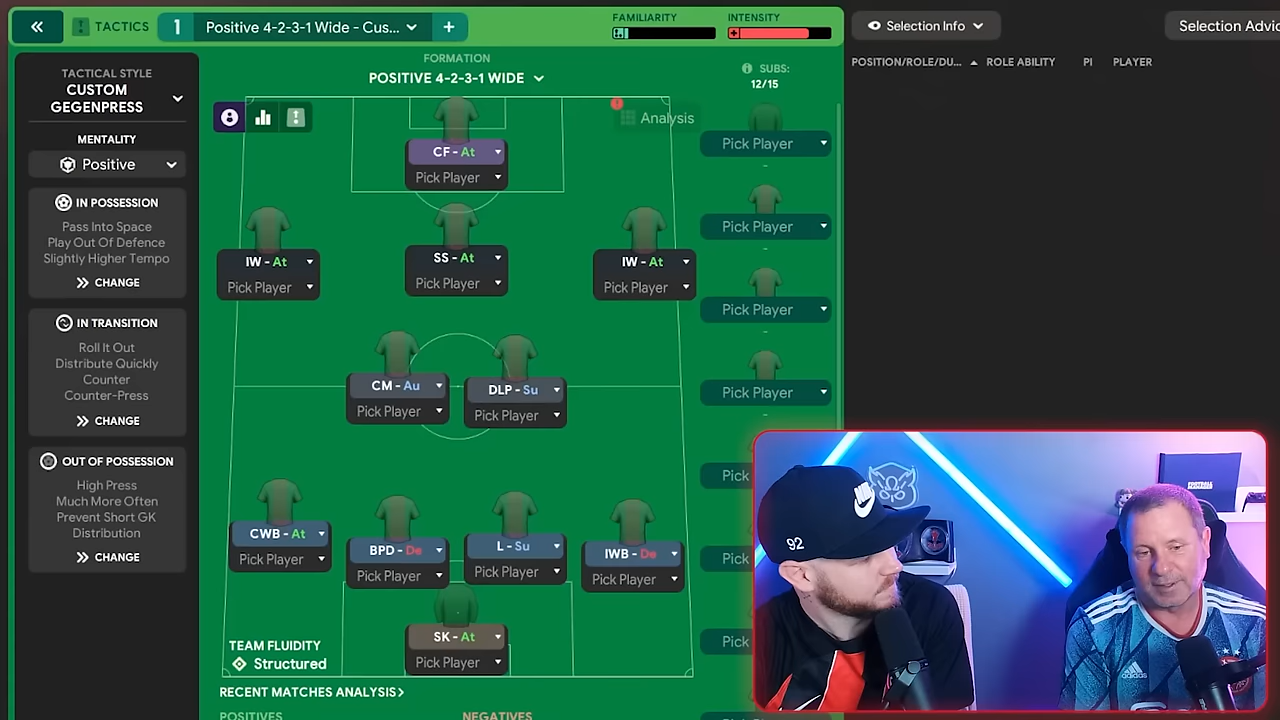 TACTICS
1
Positive 4-2-3-1 Wide - Cus...
+
FAMILIARITY
INTENSITY
Selection Info
Selection Advic
TACTICAL STYLE
CUSTOM
GEGENPRESS
MENTALITY
Positive
IN POSSESSION
Pass Into Space
Play Out Of Defence
Slightly Higher Tempo
CHANGE
IN TRANSITION
Roll It Out
Distribute Quickly
Counter
Counter-Press
CHANGE
OUT OF POSSESSION
High Press
Much More Often
Prevent Short GK
Distribution
CHANGE
FORMATION
POSITIVE 4-2-3-1 WIDE
SUBS:
12/15
Analysis
CF - At
Pick Player
IW - At
Pick Player
SS - At
Pick Player
IW - At
Pick Player
CM - Au
Pick Player
DLP - Su
Pick Player
CWB - At
Pick Player
BPD - De
Pick Player
L - Su
Pick Player
IWB - De
Pick Player
SK - At
Pick Player
TEAM FLUIDITY
Structured
RECENT MATCHES ANALYSIS>
POSITIVES
NEGATIVES
Pick Player
Pick Player
Pick Player
Pick Player
Pick
Pick
Pick
POSITION/ROLE/DU...
ROLE ABILITY
PI
PLAYER
92
adidas